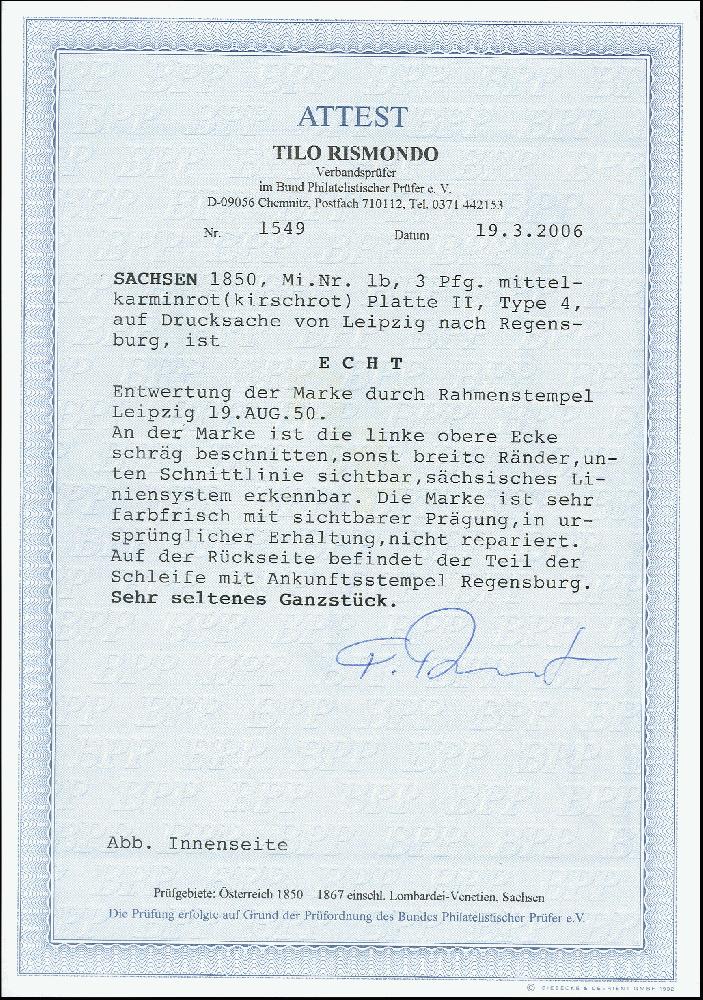 ATTEST
TILO RISMONDO
Verbandsprüfer
im Bund Philatelistischer Prüfer e. V.
D-09056 Chemnitz, Postfach 710112, Tel. 0371 442153
Nr. 1549 Datum 19.3.2006
SACHSEN 1850, Mi.Nr. 1b, 3 Pfg. mittel-
karminrot(kirschrot) Platte II, Type 4,
auf Drucksache von Leipzig nach Regens-
burg, ist
E C H T
Entwertung der Marke durch Rahmenstempel
Leipzig 19.AUG.50.
An der Marke ist die linke obere Ecke
schräg beschnitten,sonst breite Ränder,un-
ten Schnittlinie sichtbar,sächsisches Li-
niensystem erkennbar. Die Marke ist sehr
farbfrisch mit sichtbarer Prägung,in ur-
sprünglicher Erhaltung,nicht repariert.
Auf der Rückseite befindet der Teil der
Schleife mit Ankunftsstempel Regensburg.
Sehr seltenes Ganzstück.
Abb. Innenseite
Prüfgebiete: Österreich 1850 - 1867 einschl. Lombardei-Venetien, Sachsen
Die Prüfung erfolgte auf Grund der Prüfordnung des Bundes Philatelistischer Prüfer e.V.
© GIESECKE & DEVRIENT GMBH 1992